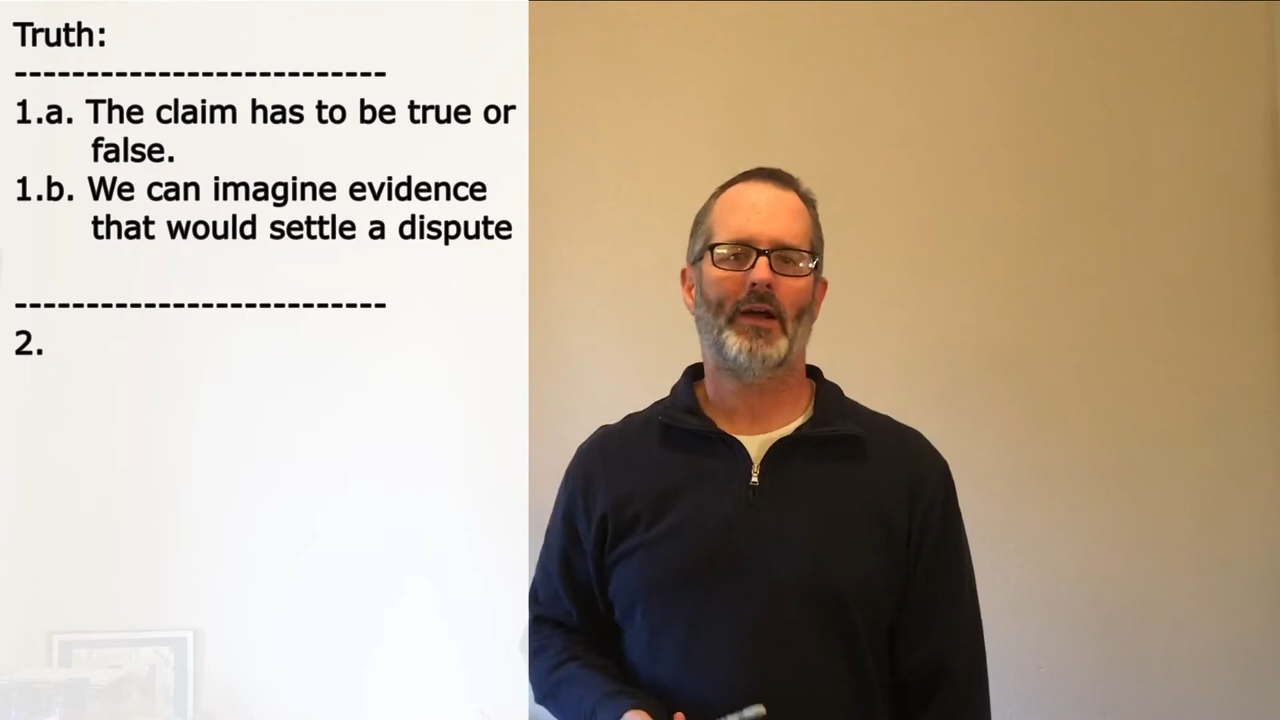 Truth:
--------------------------
1.a. The claim has to be true or
false.
1.b. We can imagine evidence
that would settle a dispute
--------------------------
2.